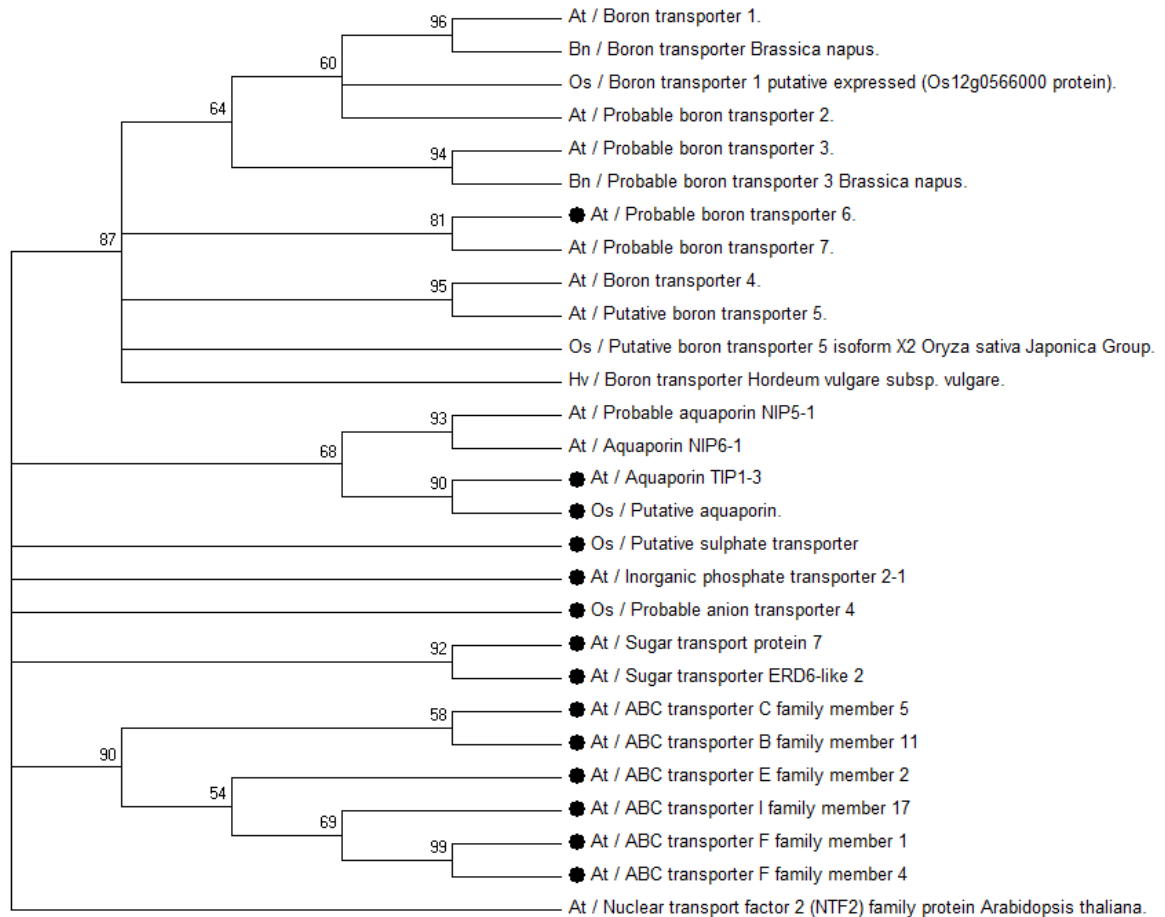 96
At / Boron transporter 1.
Bn / Boron transporter Brassica napus.
60
Os / Boron transporter 1 putative expressed (Os12g0566000 protein).
64
At / Probable boron transporter 2.
94
At / Probable boron transporter 3.
Bn / Probable boron transporter 3 Brassica napus.
87
81
At / Probable boron transporter 6.
At / Probable boron transporter 7.
95
At / Boron transporter 4.
At / Putative boron transporter 5.
Os / Putative boron transporter 5 isoform X2 Oryza sativa Japonica Group.
Hv / Boron transporter Hordeum vulgare subsp. vulgare.
93
At / Probable aquaporin NIP5-1
68
At / Aquaporin NIP6-1
90
At / Aquaporin TIP1-3
Os / Putative aquaporin.
Os / Putative sulphate transporter
At / Inorganic phosphate transporter 2-1
Os / Probable anion transporter 4
92
At / Sugar transport protein 7
At / Sugar transporter ERD6-like 2
58
At / ABC transporter C family member 5
90
At / ABC transporter B family member 11
54
At / ABC transporter E family member 2
69
At / ABC transporter I family member 17
99
At / ABC transporter F family member 1
At / ABC transporter F family member 4
At / Nuclear transport factor 2 (NTF2) family protein Arabidopsis thaliana.